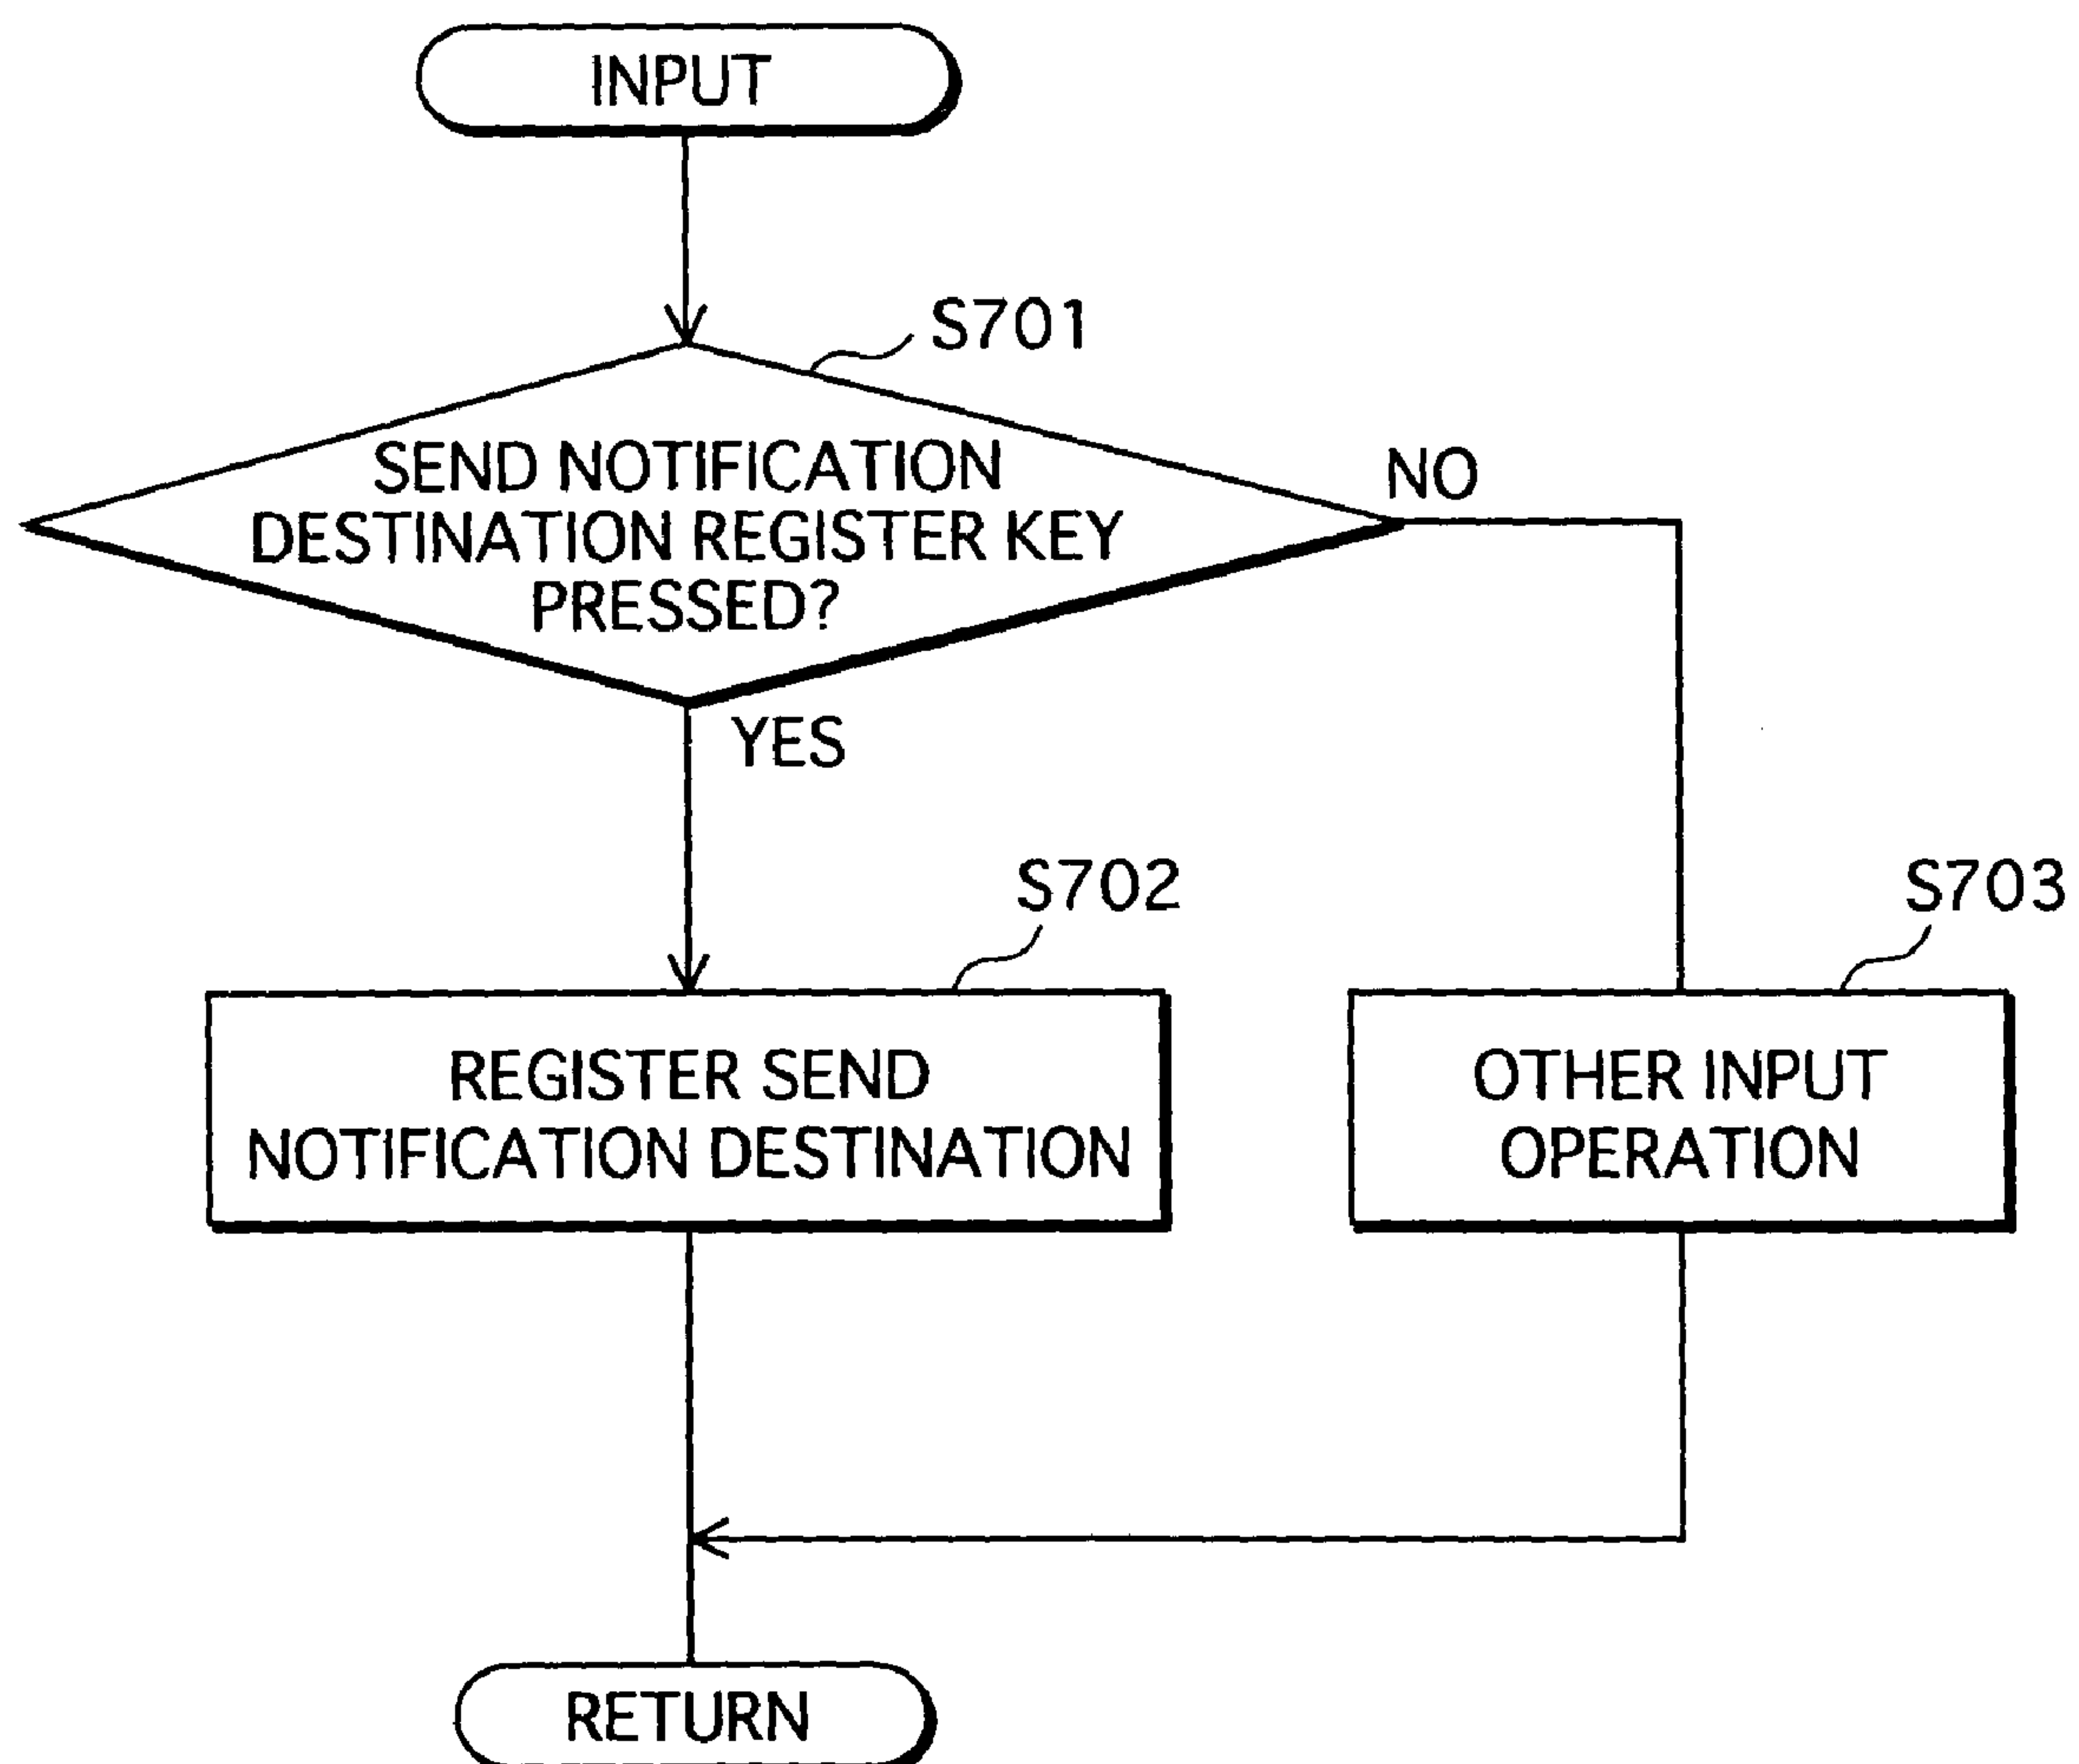 INPUT
S701
SEND NOTIFICATION
DESTINATION REGISTER KEY
PRESSED?
NO
YES
S702
S703
REGISTER SEND
NOTIFICATION DESTINATION
OTHER INPUT
OPERATION
RETURN